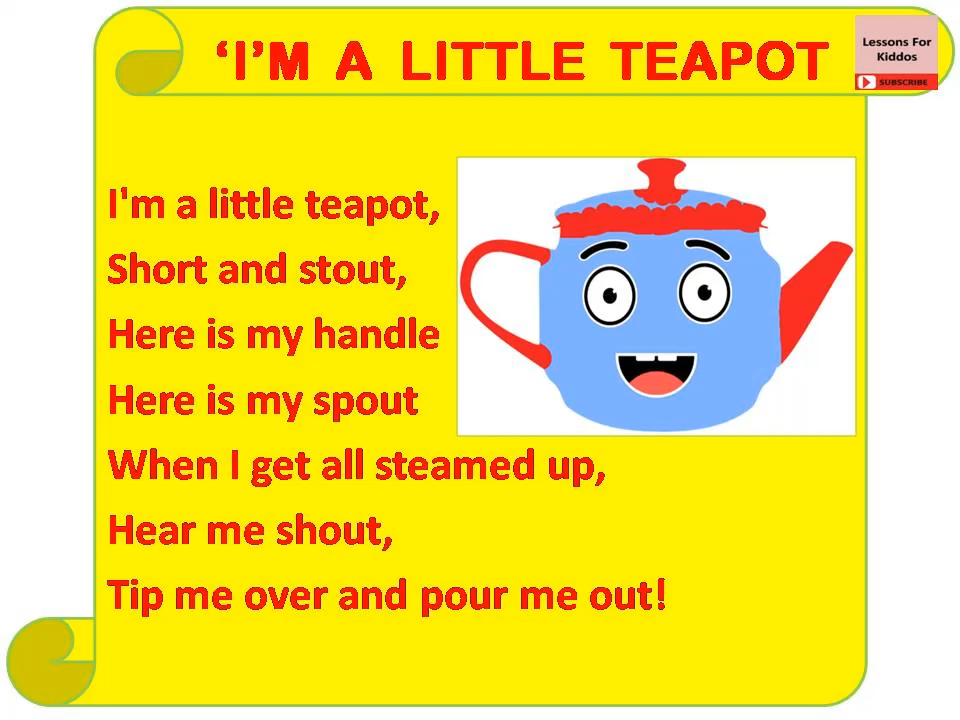 ‘I’M A LITTLE TEAPOT
Lessons For
Kiddos
SUBSCRIBE
I'm a little teapot,
Short and stout,
Here is my handle
Here is my spout
When I get all steamed up,
Hear me shout,
Tip me over and pour me out!